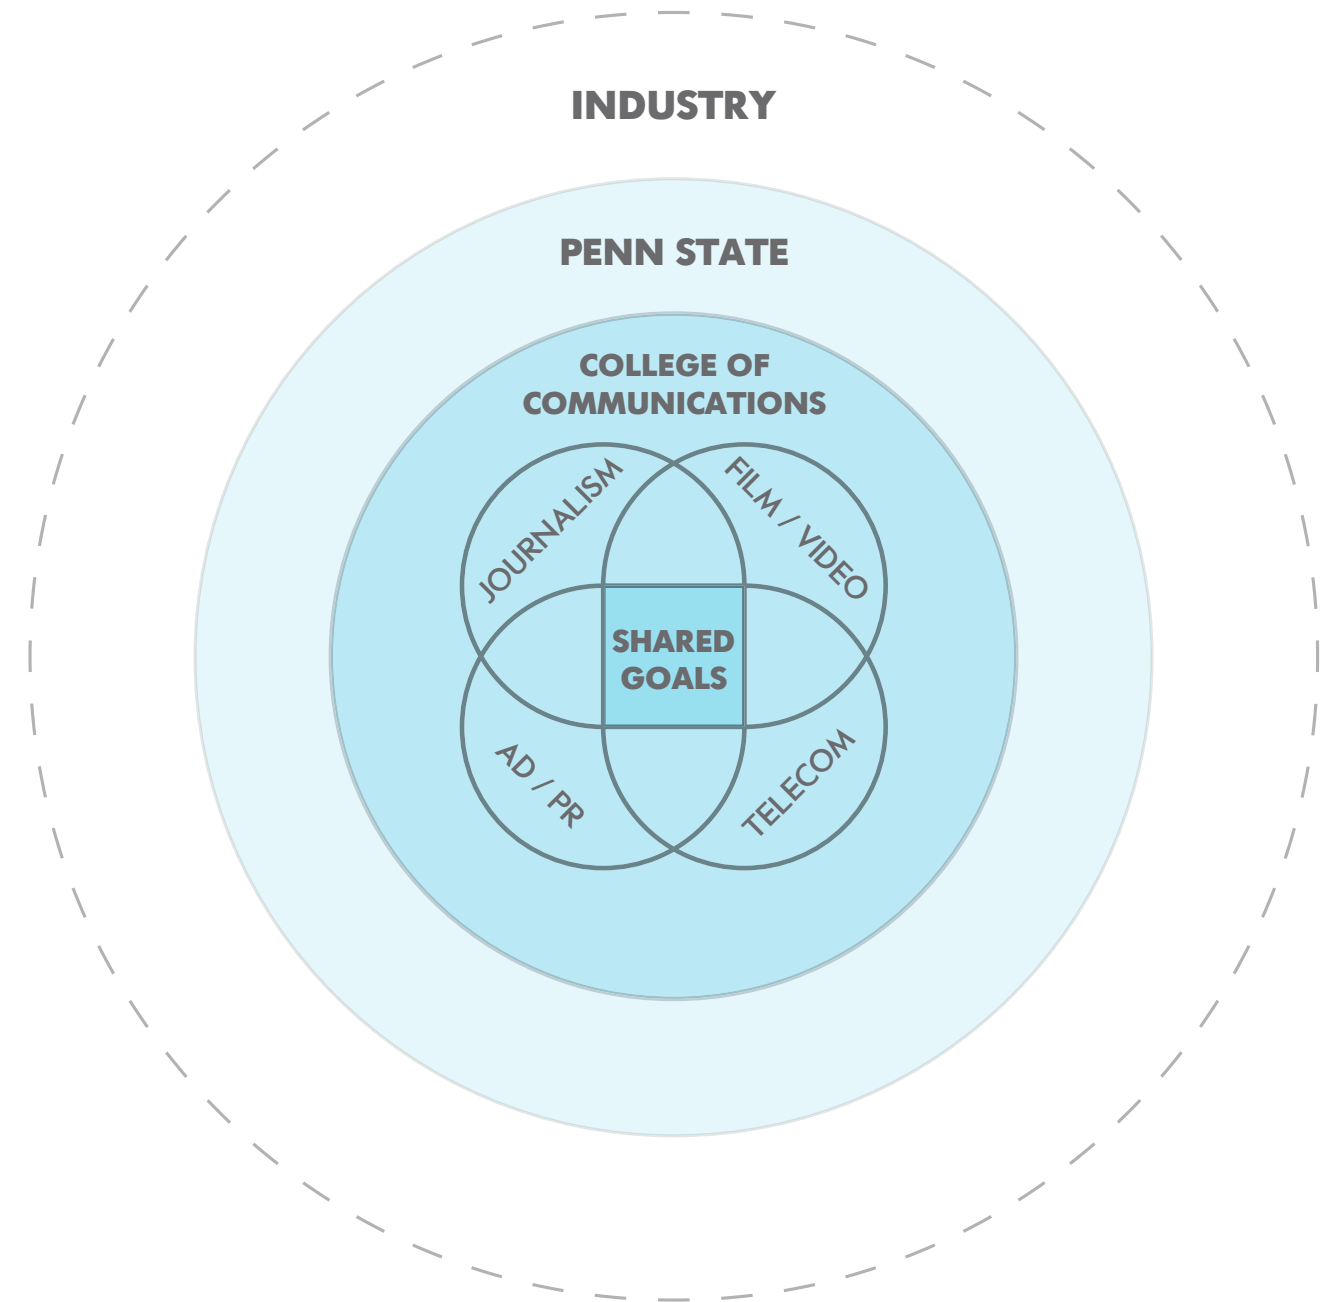 INDUSTRY
PENN STATE
COLLEGE OF
COMMUNICATIONS
JOURNALISM
FILM / VIDEO
SHARED
GOALS
AD / PR
TELECOM